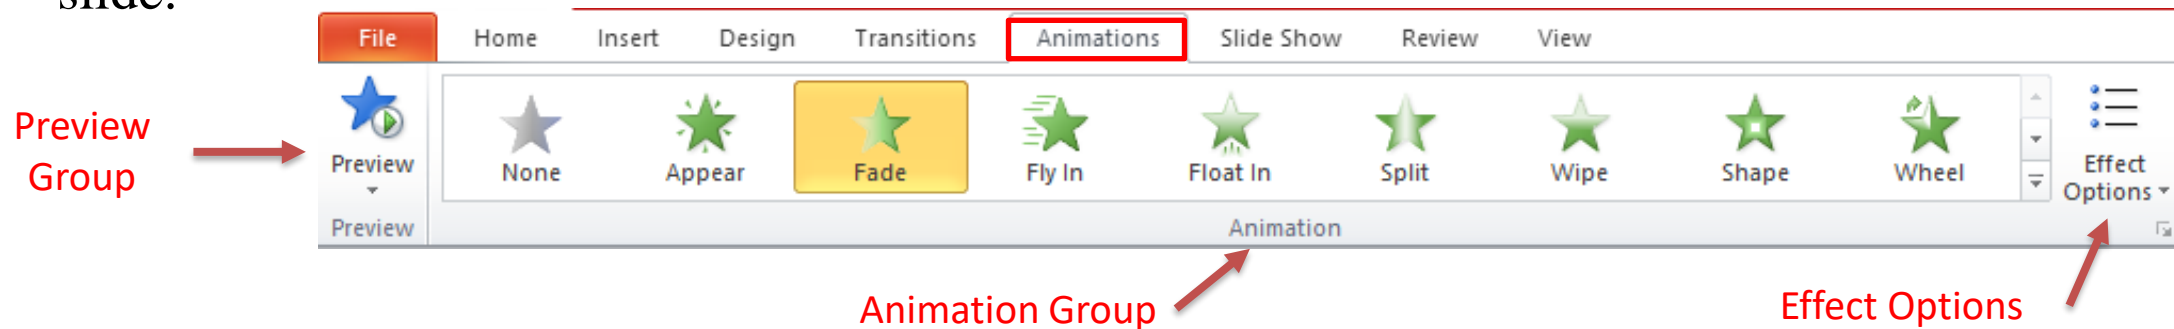 slide.
File Home Insert Design Transitions Animations Slide Show Review View
Preview
Group
Preview
None Appear Fade Fly In Float In Split Wipe Shape Wheel
Effect
Options
Preview Animation
Animation Group
Effect Options